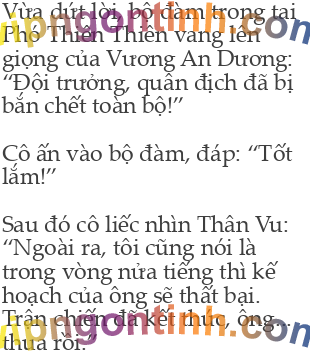 Vừa dứt lời, bộ đàm trong tai
Phó Thiển Thiển vang lên
giọng của Vương An Dương:
“Đội trưởng, quân địch đã bị
bắn chết toàn bộ!”
Cô ấn vào bộ đàm, đáp: “Tốt
lắm!”
Sau đó cô liếc nhìn Thân Vu:
“Ngoài ra, tôi cũng nói là
trong vòng nửa tiếng thì kế
hoạch của ông sẽ thất bại.
Trận chiến đã kết thúc, ông...
thua rồi.”